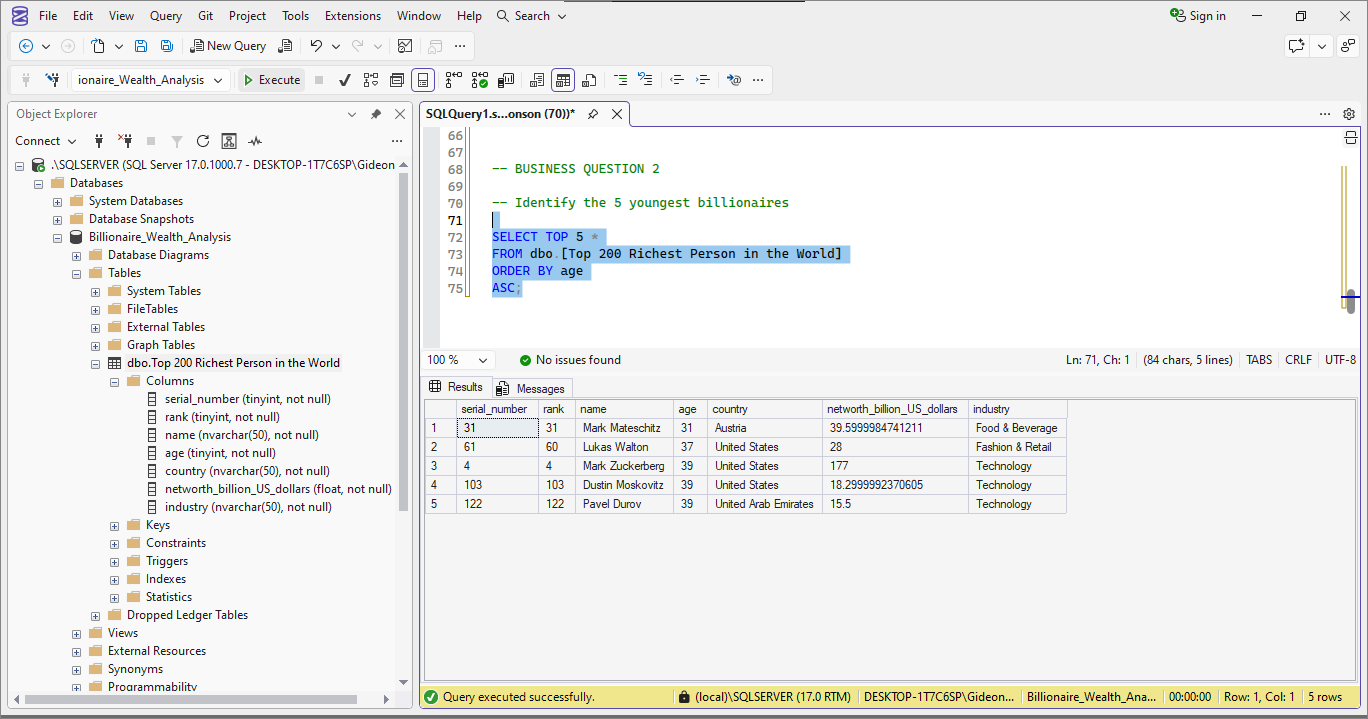 File Edit View Query Git Project Tools Extensions Window Help Search Sign in
New Query
ionaire_Wealth_Analysis Execute
Object Explorer
Connect
.\SQLSERVER (SQL Server 17.0.1000.7 - DESKTOP-1T7C6SP\Gideon
Databases
System Databases
Database Snapshots
Billionaire_Wealth_Analysis
Database Diagrams
Tables
System Tables
FileTables
External Tables
Graph Tables
dbo.Top 200 Richest Person in the World
Columns
serial_number (tinyint, not null)
rank (tinyint, not null)
name (nvarchar(50), not null)
age (tinyint, not null)
country (nvarchar(50), not null)
networth_billion_US_dollars (float, not null)
industry (nvarchar(50), not null)
Keys
Constraints
Triggers
Indexes
Statistics
Dropped Ledger Tables
Views
External Resources
Synonyms
Programmability
SQLQuery1.s...onson (70))*
66
67
68 -- BUSINESS QUESTION 2
69
70 -- Identify the 5 youngest billionaires
71
72 SELECT TOP 5 *
73 FROM dbo.[Top 200 Richest Person in the World]
74 ORDER BY age
75 ASC;
100 % No issues found Ln: 71, Ch: 1 (84 chars, 5 lines) TABS CRLF UTF-8
Results Messages
serial_number rank name age country networth_billion_US_dollars industry
1 31 31 Mark Mateschitz 31 Austria 39.5999984741211 Food & Beverage
2 61 60 Lukas Walton 37 United States 28 Fashion & Retail
3 4 4 Mark Zuckerberg 39 United States 177 Technology
4 103 103 Dustin Moskovitz 39 United States 18.2999992370605 Technology
5 122 122 Pavel Durov 39 United Arab Emirates 15.5 Technology
Query executed successfully. (local)\SQLSERVER (17.0 RTM) DESKTOP-1T7C6SP\Gideon... Billionaire_Wealth_Ana... 00:00:00 Row: 1, Col: 1 5 rows